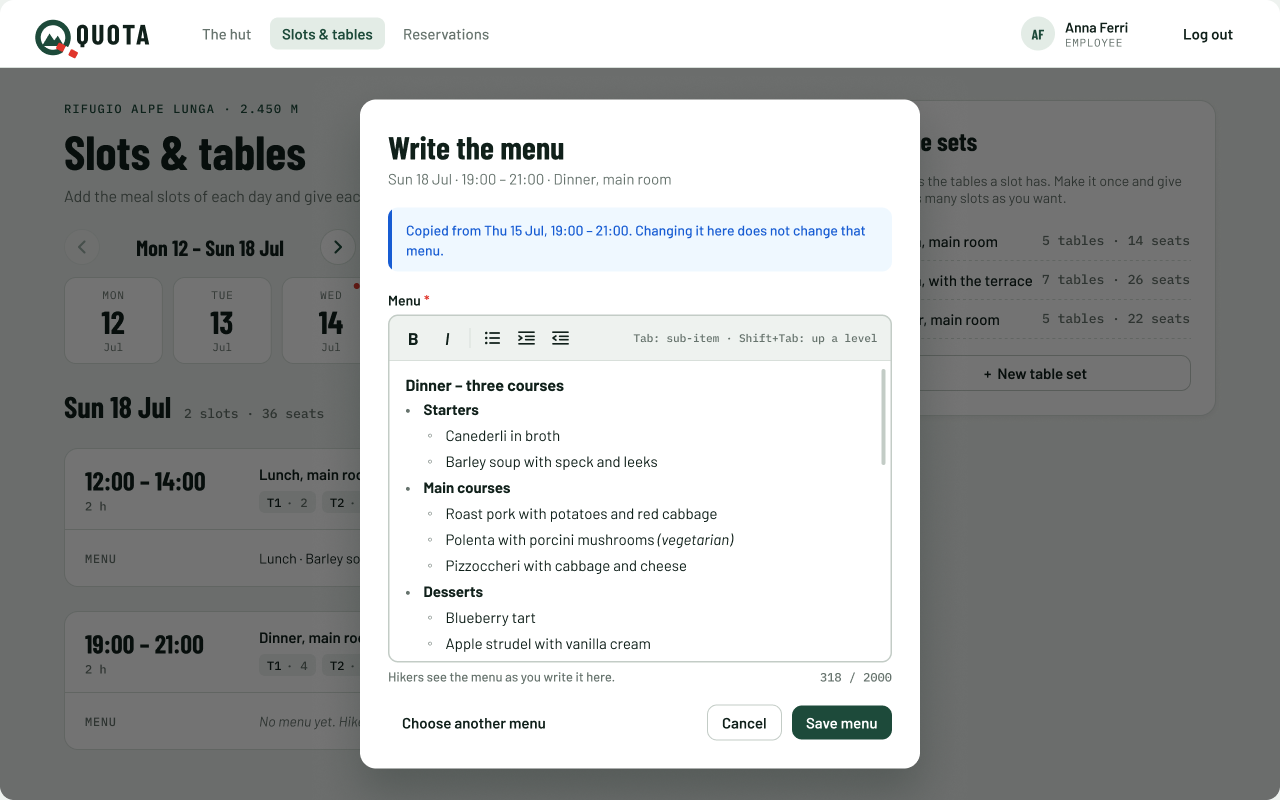 QUOTA
The hut
Slots & tables
Reservations
AF
Anna Ferri
EMPLOYEE
Log out
RIFUGIO ALPE LUNGA · 2.450 M
Slots & tables
Add the meal slots of each day and give eac
Mon 12 – Sun 18 Jul
MON
12
Jul
TUE
13
Jul
WED
14
Jul
Sun 18 Jul
2 slots · 36 seats
12:00 – 14:00
2 h
Lunch, main roo
T1 · 2
T2 ·
MENU
Lunch · Barley so
19:00 – 21:00
2 h
Dinner, main roo
T1 · 4
T2 ·
MENU
No menu yet. Hike
Write the menu
Sun 18 Jul · 19:00 – 21:00 · Dinner, main room
Copied from Thu 15 Jul, 19:00 – 21:00. Changing it here does not change that
menu.
Menu *
B
I
Tab: sub-item · Shift+Tab: up a level
Dinner – three courses
• Starters
◦ Canederli in broth
◦ Barley soup with speck and leeks
• Main courses
◦ Roast pork with potatoes and red cabbage
◦ Polenta with porcini mushrooms (vegetarian)
◦ Pizzoccheri with cabbage and cheese
• Desserts
◦ Blueberry tart
◦ Apple strudel with vanilla cream
Hikers see the menu as you write it here.
318 / 2000
Choose another menu
Cancel
Save menu
e sets
s the tables a slot has. Make it once and give
many slots as you want.
, main room
5 tables · 14 seats
, with the terrace
7 tables · 26 seats
r, main room
5 tables · 22 seats
+ New table set